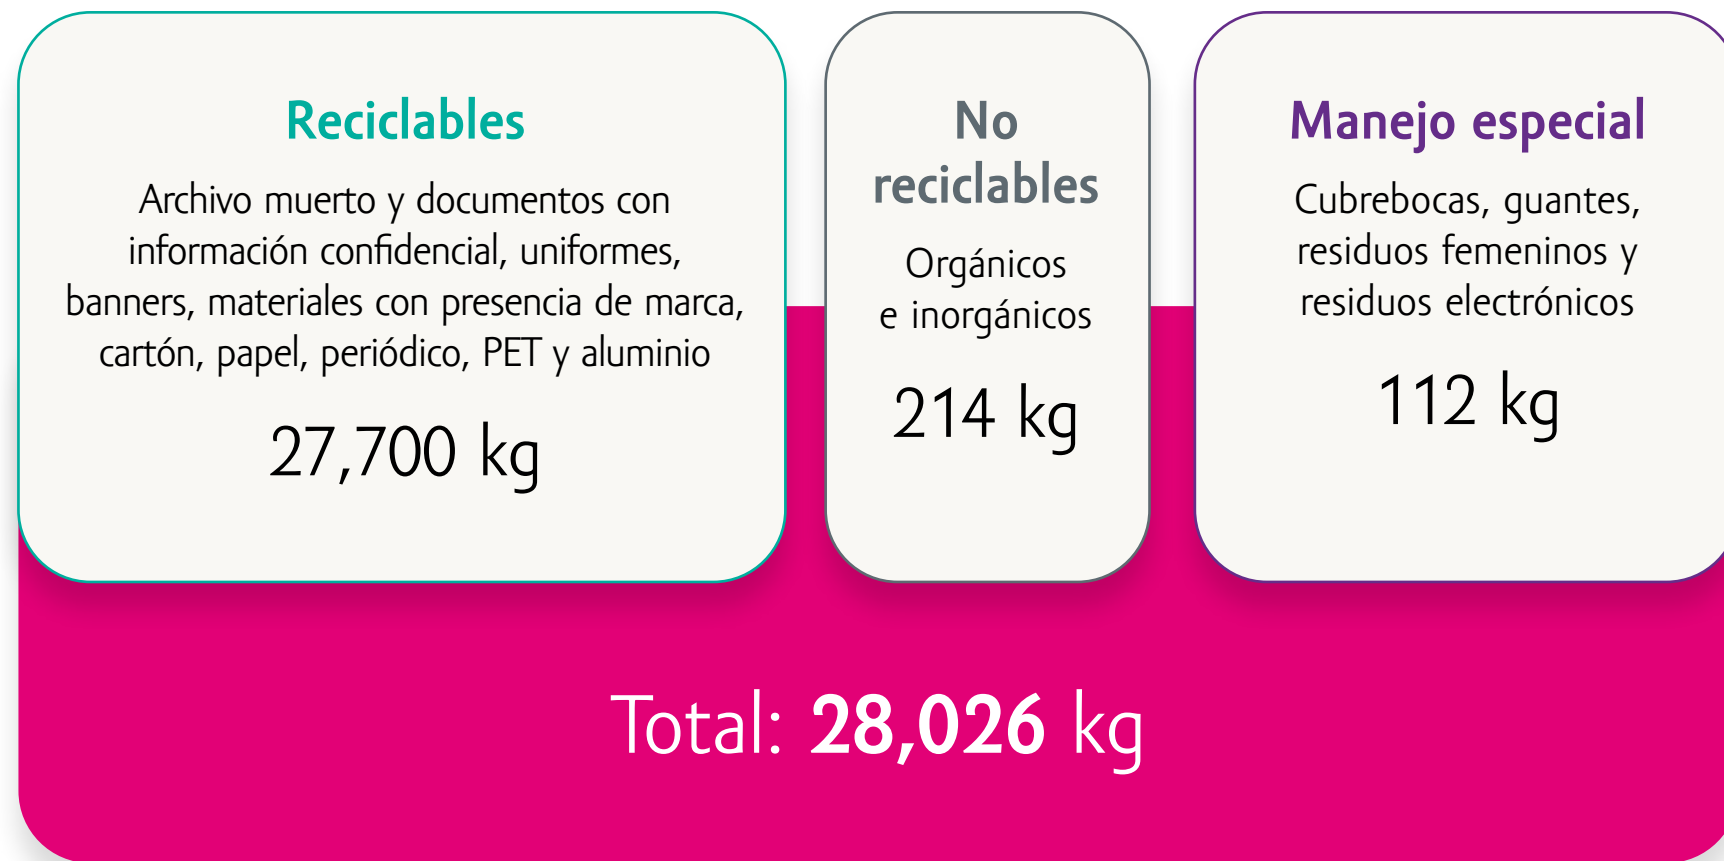 Reciclables
Archivo muerto y documentos con
información confidencial, uniformes,
banners, materiales con presencia de marca,
cartón, papel, periódico, PET y aluminio
27,700 kg
No
reciclables
Orgánicos
e inorgánicos
214 kg
Manejo especial
Cubrebocas, guantes,
residuos femeninos y
residuos electrónicos
112 kg
Total: 28,026 kg